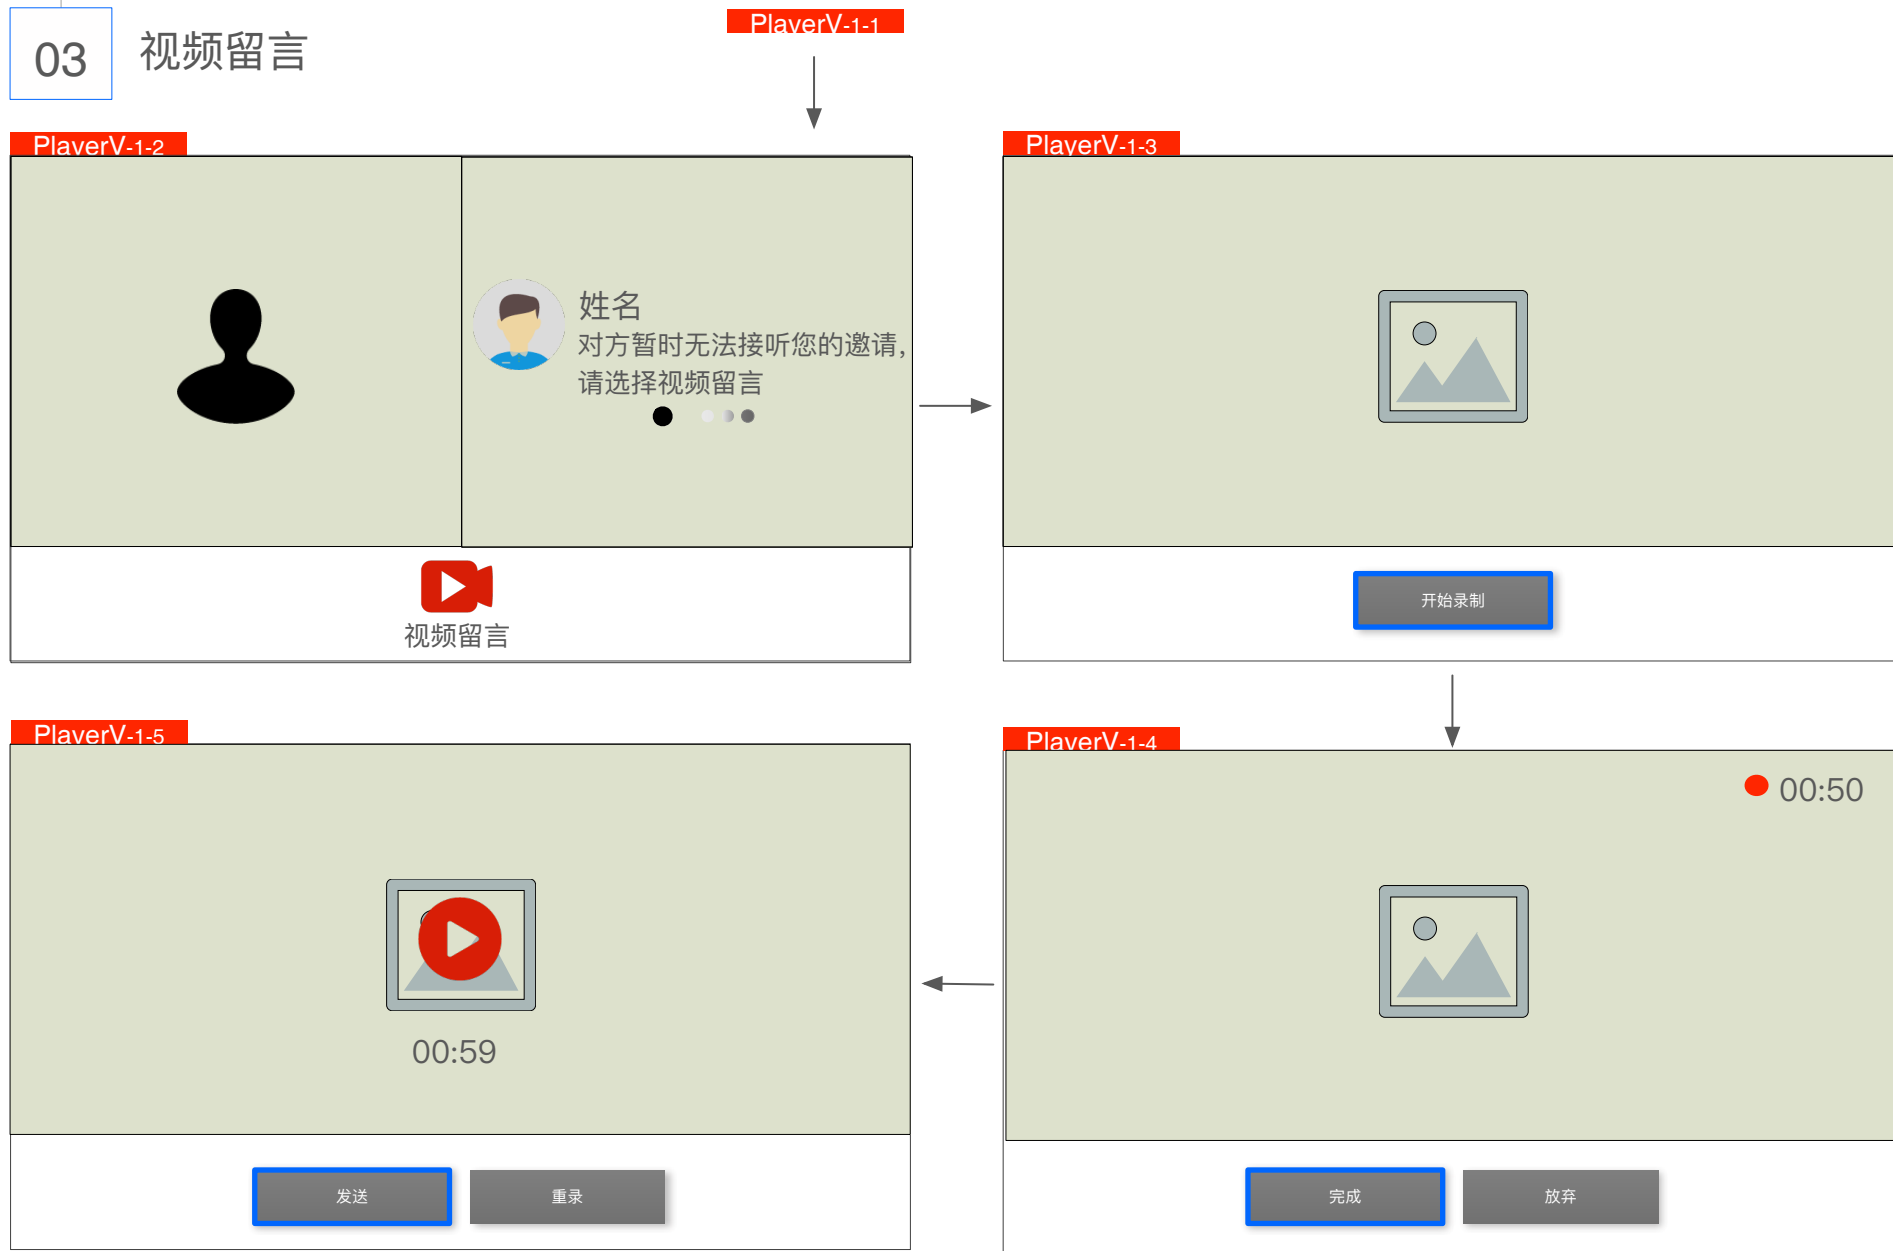 03
视频留言
PlayerV-1-1
PlayerV-1-2
姓名
对方暂时无法接听您的邀请,
请选择视频留言
视频留言
PlayerV-1-3
开始录制
PlayerV-1-5
00:59
发送
重录
PlayerV-1-4
00:50
完成
放弃